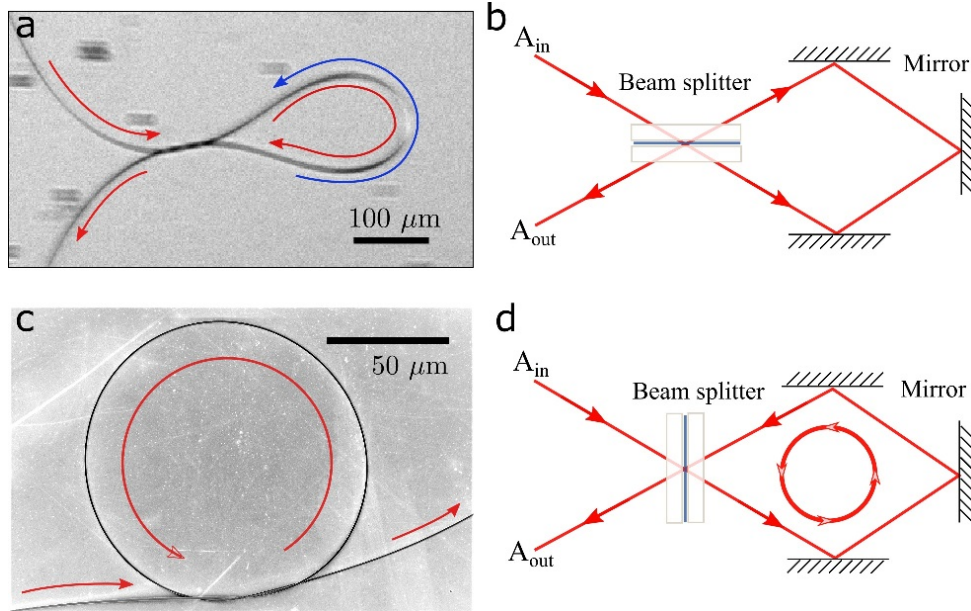 a
100 μm
b
A_in
Beam splitter
Mirror
A_out
c
50 μm
d
A_in
Beam splitter
Mirror
A_out